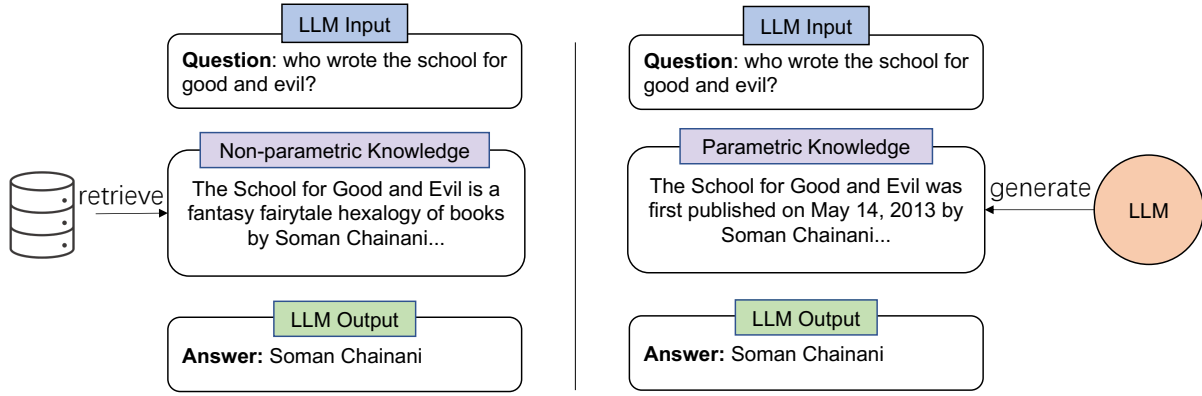 LLM Input
Question: who wrote the school for
good and evil?
retrieve
Non-parametric Knowledge
The School for Good and Evil is a
fantasy fairytale hexalogy of books
by Soman Chainani...
LLM Output
Answer: Soman Chainani
LLM Input
Question: who wrote the school for
good and evil?
Parametric Knowledge
The School for Good and Evil was
first published on May 14, 2013 by
Soman Chainani...
generate
LLM
LLM Output
Answer: Soman Chainani